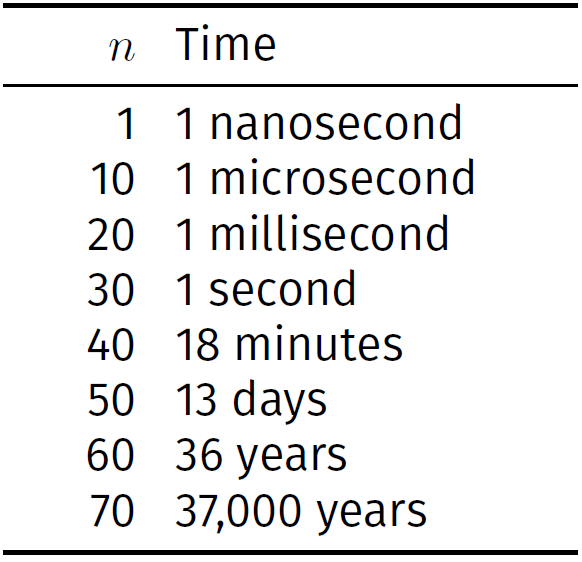 n Time
1 1 nanosecond
10 1 microsecond
20 1 millisecond
30 1 second
40 18 minutes
50 13 days
60 36 years
70 37,000 years